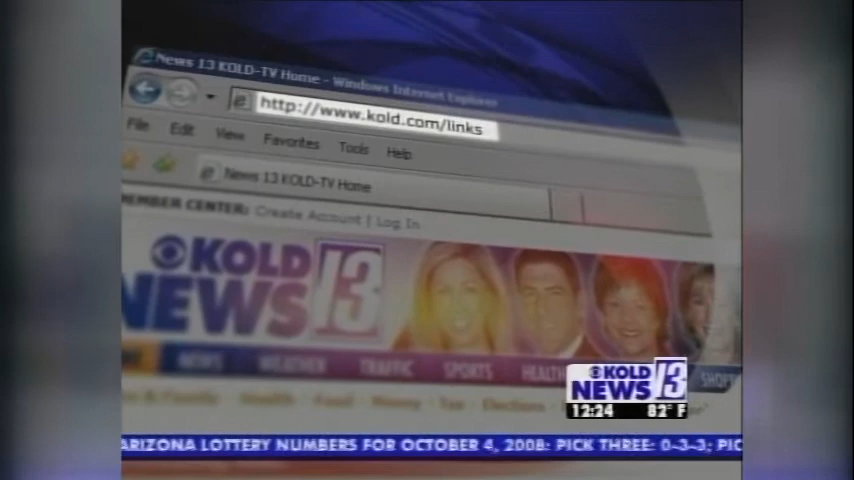 News 13 KOLD-TV Home - Windows Internet Explorer
http://www.kold.com/links
File Edit View Favorites Tools Help
News 13 KOLD-TV Home
MEMBER CENTER: Create Account | Log In
KOLD
NEWS 13
NEWS WEATHER TRAFFIC SPORTS HEALTH
& Family Health Food Money Tax Elections
KOLD
NEWS 13
12:24 82° F
ARIZONA LOTTERY NUMBERS FOR OCTOBER 4, 2008: PICK THREE: 0-3-3; PIC